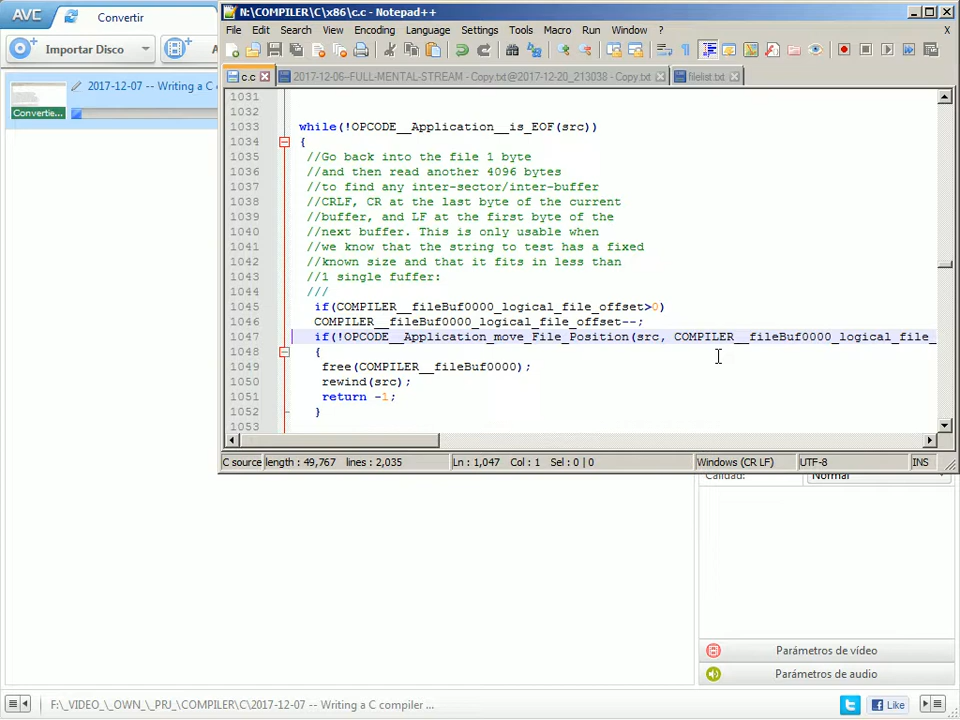 AVC
Convertir
Importar Disco
A
2017-12-07 -- Writing a C
Convertie...
N:\COMPILER\C\x86\c.c - Notepad++
File Edit Search View Encoding Language Settings Tools Macro Run Window ? X
c.c 2017-12-06--FULL-MENTAL-STREAM - Copy.txt@2017-12-20_213038 - Copy.txt filelist.txt
1031
1032
1033 while(!OPCODE__Application__is_EOF(src))
1034 {
1035 //Go back into the file 1 byte
1036 //and then read another 4096 bytes
1037 //to find any inter-sector/inter-buffer
1038 //CRLF, CR at the last byte of the current
1039 //buffer, and LF at the first byte of the
1040 //next buffer. This is only usable when
1041 //we know that the string to test has a fixed
1042 //known size and that it fits in less than
1043 //1 single fuffer:
1044 ///
1045 if(COMPILER__fileBuf0000_logical_file_offset>0)
1046 COMPILER__fileBuf0000_logical_file_offset--;
1047 if(!OPCODE__Application_move_File_Position(src, COMPILER__fileBuf0000_logical_file_
1048 {
1049 free(COMPILER__fileBuf0000);
1050 rewind(src);
1051 return -1;
1052 }
1053
C source length : 49,767 lines : 2,035 Ln : 1,047 Col : 1 Sel : 0 | 0 Windows (CR LF) UTF-8 INS
Calidad: Normal
Parámetros de vídeo
Parámetros de audio
F:\_VIDEO_\_OWN_\_PRJ_\COMPILER\C\2017-12-07 -- Writing a C compiler ...
Like